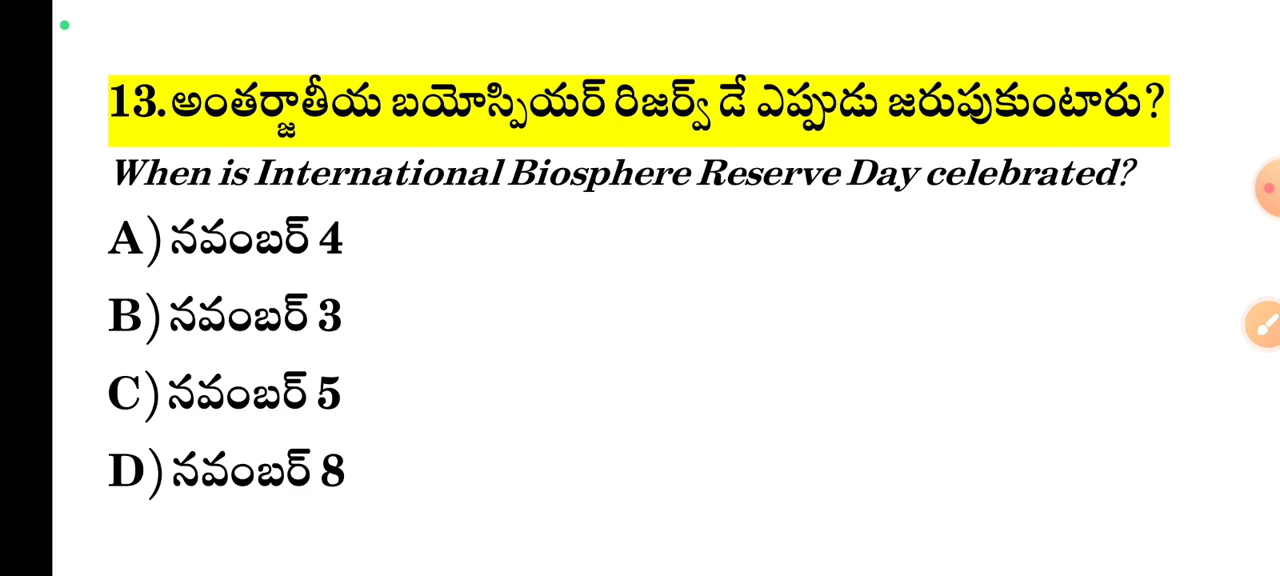 13.అంతర్జాతీయ బయోస్పియర్ రిజర్వ్ డే ఎప్పుడు జరుపుకుంటారు?
When is International Biosphere Reserve Day celebrated?
A) నవంబర్ 4
B) నవంబర్ 3
C) నవంబర్ 5
D) నవంబర్ 8